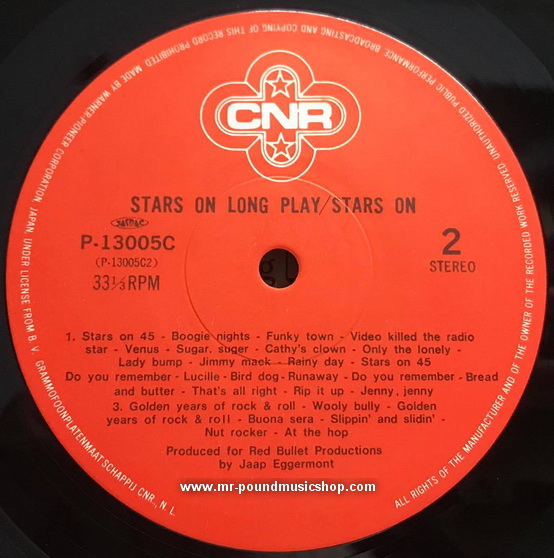 CNR
STARS ON LONG PLAY/STARS ON
JASRAC
P-13005C
(P-13005C2)
33⅓RPM
2
STEREO
1. Stars on 45 - Boogie nights - Funky town - Video killed the radio
star - Venus - Sugar, suger - Cathy's clown - Only the lonely -
Lady bump - Jimmy mack - Rainy day - Stars on 45
Do you remember - Lucille - Bird dog - Runaway - Do you remember - Bread
and butter - That's all right - Rip it up - Jenny, jenny
3. Golden years of rock & roll - Wooly bully - Golden
years of rock & roll - Buona sera - Slippin' and slidin' -
Nut rocker - At the hop
Produced for Red Bullet Productions
by Jaap Eggermont
www.mr-poundmusicshop.com
ALL RIGHTS OF THE MANUFACTURER AND OF THE OWNER OF THE RECORDED WORK RESERVED UNAUTHORIZED PUBLIC PERFORMANCE, BROADCASTING AND COPYING OF THIS RECORD PROHIBITED MADE BY WARNER PIONEER CORPORATION, JAPAN, UNDER LICENSE FROM B. V. GRAMMOFOONPLATENMAATSCHAPPIJ CNR., N. L.